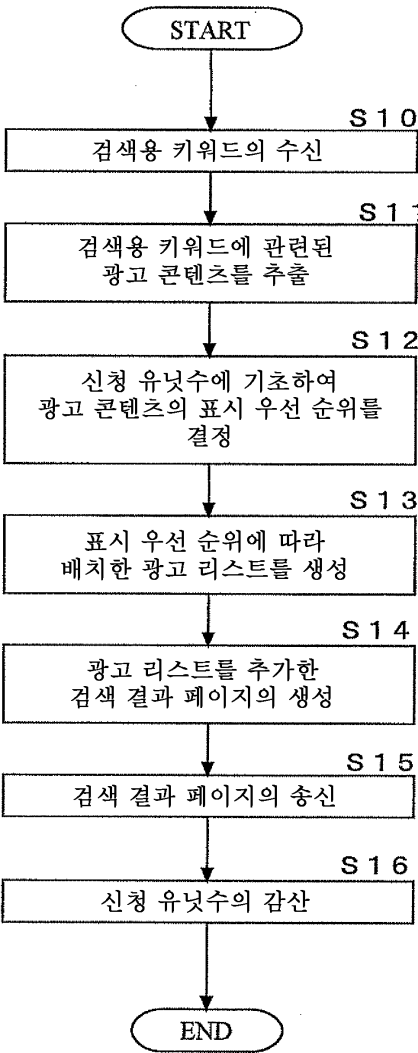 START
S10
검색용 키워드의 수신
S11
검색용 키워드에 관련된
광고 콘텐츠를 추출
S12
신청 유닛수에 기초하여
광고 콘텐츠의 표시 우선 순위를
결정
S13
표시 우선 순위에 따라
배치한 광고 리스트를 생성
S14
광고 리스트를 추가한
검색 결과 페이지의 생성
S15
검색 결과 페이지의 송신
S16
신청 유닛수의 감산
END